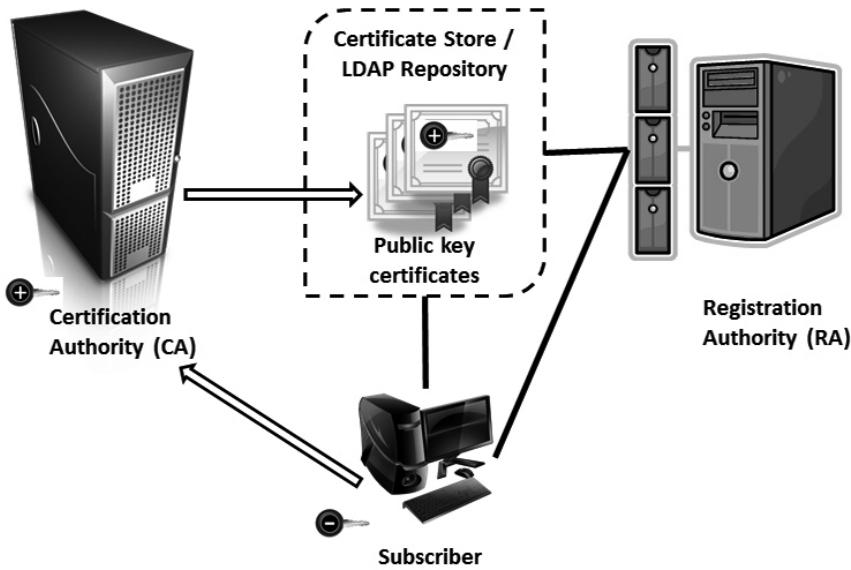 Certificate Store /
LDAP Repository
Public key
certificates
Certification
Authority (CA)
Registration
Authority (RA)
Subscriber